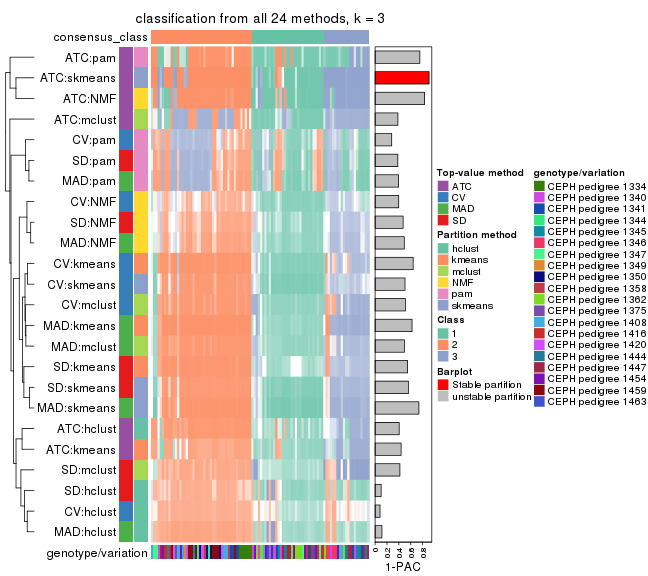 classification from all 24 methods, k = 3
consensus_class
ATC:pam
ATC:skmeans
ATC:NMF
ATC:mclust
CV:pam
SD:pam
MAD:pam
CV:NMF
SD:NMF
MAD:NMF
CV:kmeans
CV:skmeans
CV:mclust
MAD:kmeans
MAD:mclust
SD:kmeans
SD:skmeans
MAD:skmeans
ATC:hclust
ATC:kmeans
SD:mclust
SD:hclust
CV:hclust
MAD:hclust
genotype/variation
0
0.2
0.4
0.6
0.8
1-PAC
Top-value method
ATC
CV
MAD
SD
Partition method
hclust
kmeans
mclust
NMF
pam
skmeans
Class
1
2
3
Barplot
Stable partition
unstable partition
genotype/variation
CEPH pedigree 1334
CEPH pedigree 1340
CEPH pedigree 1341
CEPH pedigree 1344
CEPH pedigree 1345
CEPH pedigree 1346
CEPH pedigree 1347
CEPH pedigree 1349
CEPH pedigree 1350
CEPH pedigree 1358
CEPH pedigree 1362
CEPH pedigree 1375
CEPH pedigree 1408
CEPH pedigree 1416
CEPH pedigree 1420
CEPH pedigree 1444
CEPH pedigree 1447
CEPH pedigree 1454
CEPH pedigree 1459
CEPH pedigree 1463